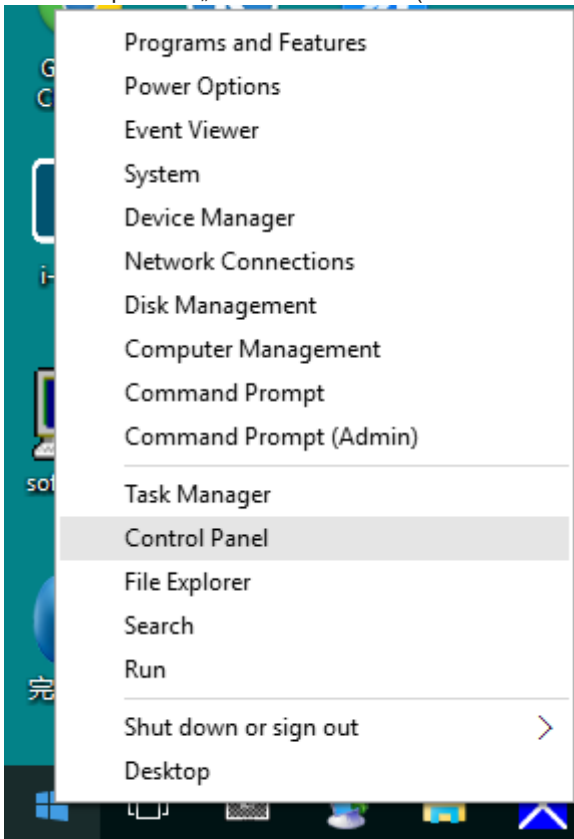 Programs and Features
Power Options
Event Viewer
System
Device Manager
Network Connections
Disk Management
Computer Management
Command Prompt
Command Prompt (Admin)
Task Manager
Control Panel
File Explorer
Search
Run
Shut down or sign out
Desktop